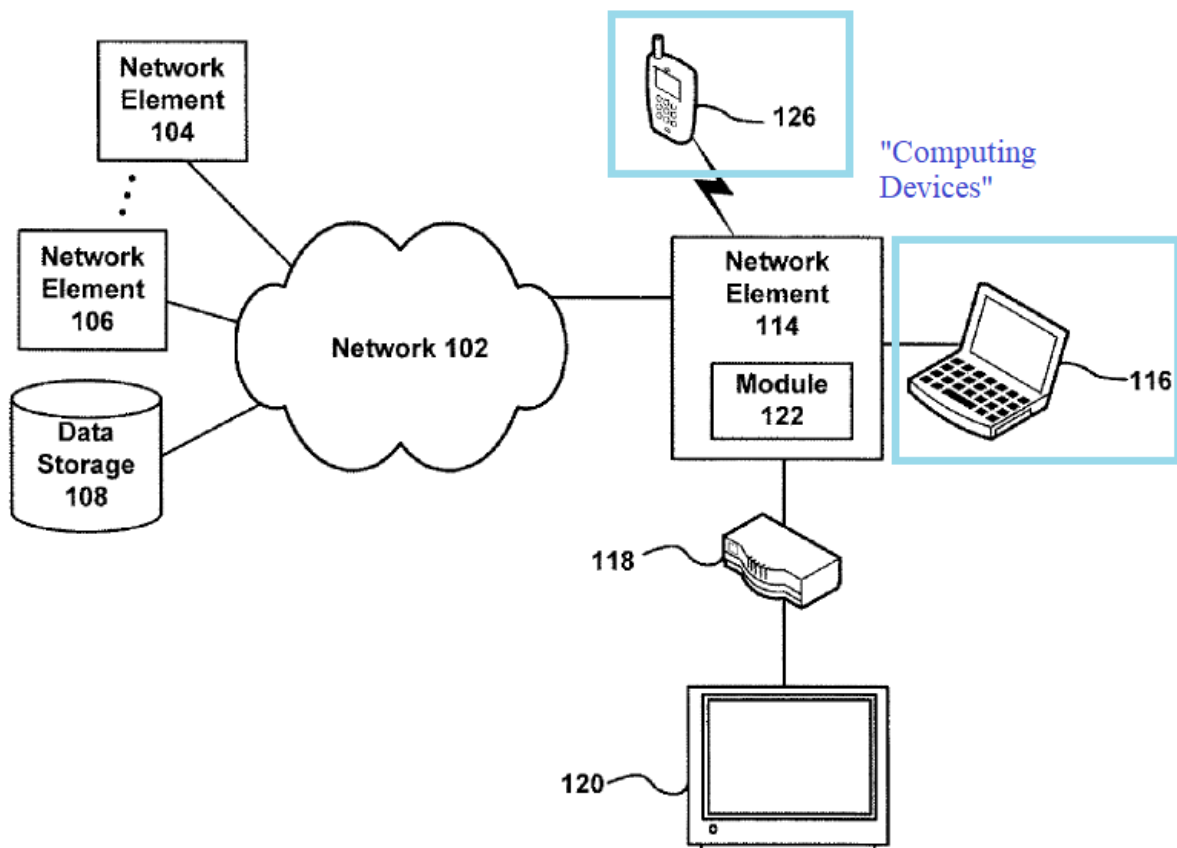 Network
Element
104
Network
Element
106
Data
Storage
108
Network 102
126
"Computing
Devices"
Network
Element
114
Module
122
116
118
120